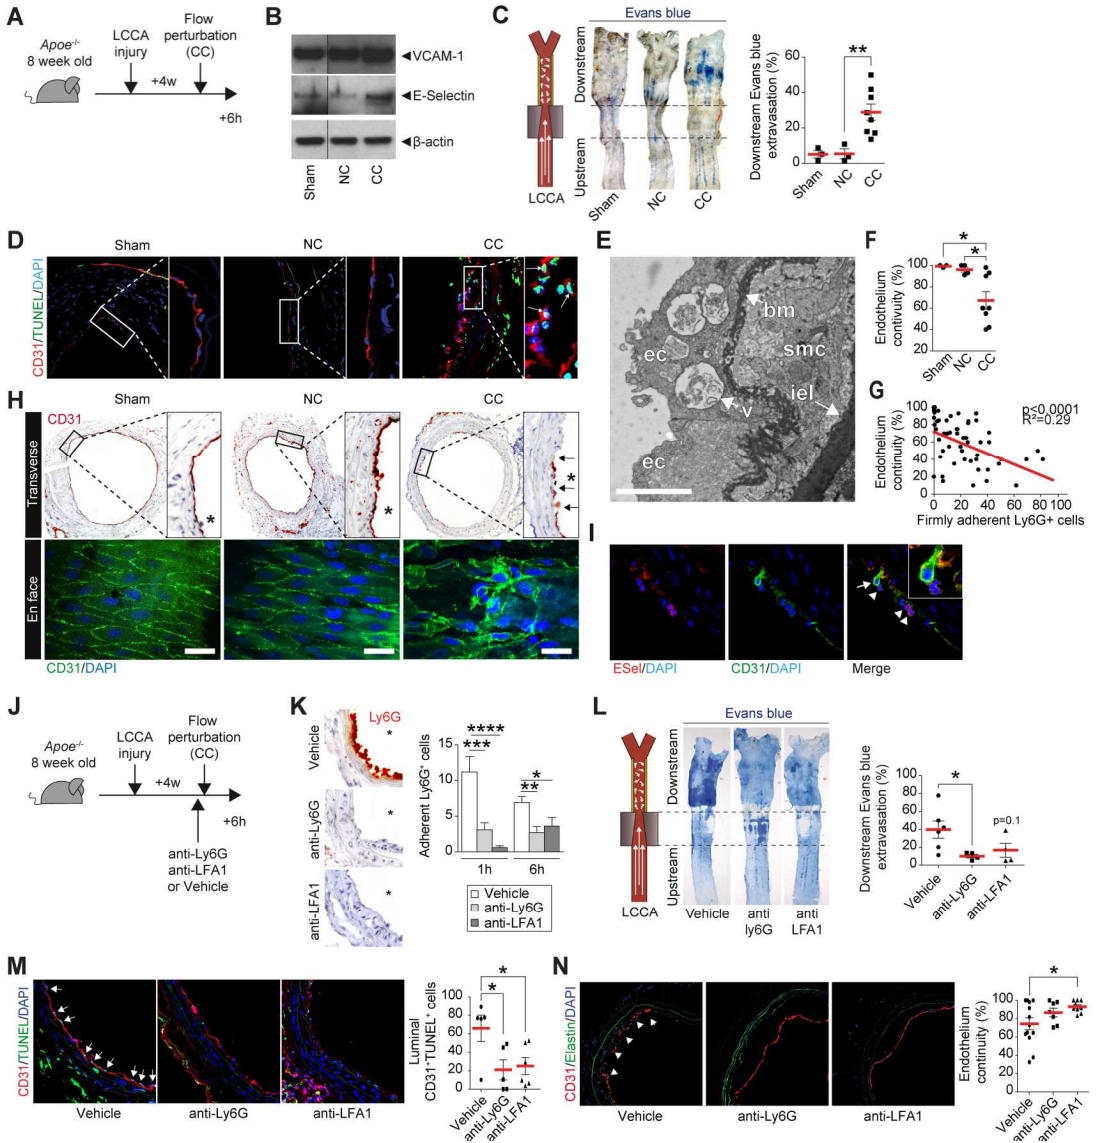 A
Apoe-/-
8 week old
LCCA
injury
Flow
perturbation
(CC)
+4w
+6h
B
VCAM-1
E-Selectin
β-actin
Sham
NC
CC
C
Evans blue
Downstream
Upstream
LCCA
Sham
NC
CC
Downstream Evans blue
extravasation (%)
60
40
20
0
**
Sham
NC
CC
D
Sham
NC
CC
CD31/TUNEL/DAPI
E
ec
bm
smc
iel
v
ec
F
Endothelium
contivuity (%)
100
80
60
40
20
*
*
Sham
NC
CC
G
Endothelium
continuity (%)
100
80
60
40
20
0
p<0.0001
R²=0.29
0 20 40 60 80 100
Firmly adherent Ly6G+ cells
H
Sham
NC
CC
Transverse
CD31
*
*
*
En face
CD31/DAPI
I
ESel/DAPI
CD31/DAPI
Merge
J
Apoe-/-
8 week old
LCCA
injury
Flow
perturbation
(CC)
+4w
+6h
anti-Ly6G
anti-LFA1
or Vehicle
K
Ly6G
Vehicle
*
anti-Ly6G
*
anti-LFA1
*
Adherent Ly6G+ cells
15
10
5
0
****
***
*
**
1h
6h
Vehicle
anti-Ly6G
anti-LFA1
L
Evans blue
Downstream
Upstream
LCCA
Vehicle
anti
ly6G
anti
LFA1
Downstream Evans blue
extravasation (%)
100
80
60
40
20
0
*
p=0.1
Vehicle
anti-Ly6G
anti-LFA1
M
CD31/TUNEL/DAPI
Vehicle
anti-Ly6G
anti-LFA1
Luminal
CD31+TUNEL+ cells
100
80
60
40
20
0
*
*
Vehicle
anti-Ly6G
anti-LFA1
N
CD31/Elastin/DAPI
Vehicle
anti-Ly6G
anti-LFA1
Endothelium
continuity (%)
100
80
60
40
20
0
*
Vehicle
anti-Ly6G
anti-LFA1